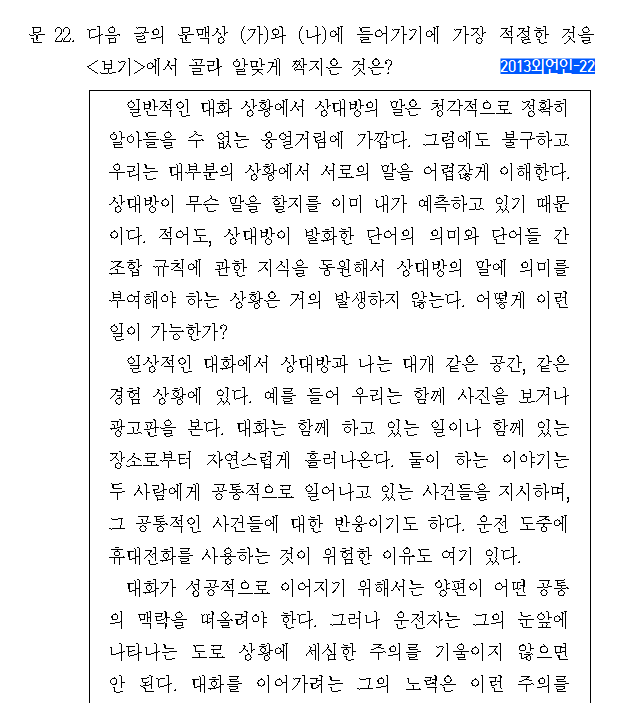 문 22. 다음 글의 문맥상 (가)와 (나)에 들어가기에 가장 적절한 것을
<보기>에서 골라 알맞게 짝지은 것은?
2013외언인-22
일반적인 대화 상황에서 상대방의 말은 청각적으로 정확히
알아들을 수 없는 웅얼거림에 가깝다. 그럼에도 불구하고
우리는 대부분의 상황에서 서로의 말을 어렵잖게 이해한다.
상대방이 무슨 말을 할지를 이미 내가 예측하고 있기 때문
이다. 적어도, 상대방이 발화한 단어의 의미와 단어들 간
조합 규칙에 관한 지식을 동원해서 상대방의 말에 의미를
부여해야 하는 상황은 거의 발생하지 않는다. 어떻게 이런
일이 가능한가?
일상적인 대화에서 상대방과 나는 대개 같은 공간, 같은
경험 상황에 있다. 예를 들어 우리는 함께 사진을 보거나
광고판을 본다. 대화는 함께 하고 있는 일이나 함께 있는
장소로부터 자연스럽게 흘러나온다. 둘이 하는 이야기는
두 사람에게 공통적으로 일어나고 있는 사건들을 지시하며,
그 공통적인 사건들에 대한 반응이기도 하다. 운전 도중에
휴대전화를 사용하는 것이 위험한 이유도 여기 있다.
대화가 성공적으로 이어지기 위해서는 양편이 어떤 공통
의 맥락을 떠올려야 한다. 그러나 운전자는 그의 눈앞에
나타나는 도로 상황에 세심한 주의를 기울이지 않으면
안 된다. 대화를 이어가려는 그의 노력은 이런 주의를